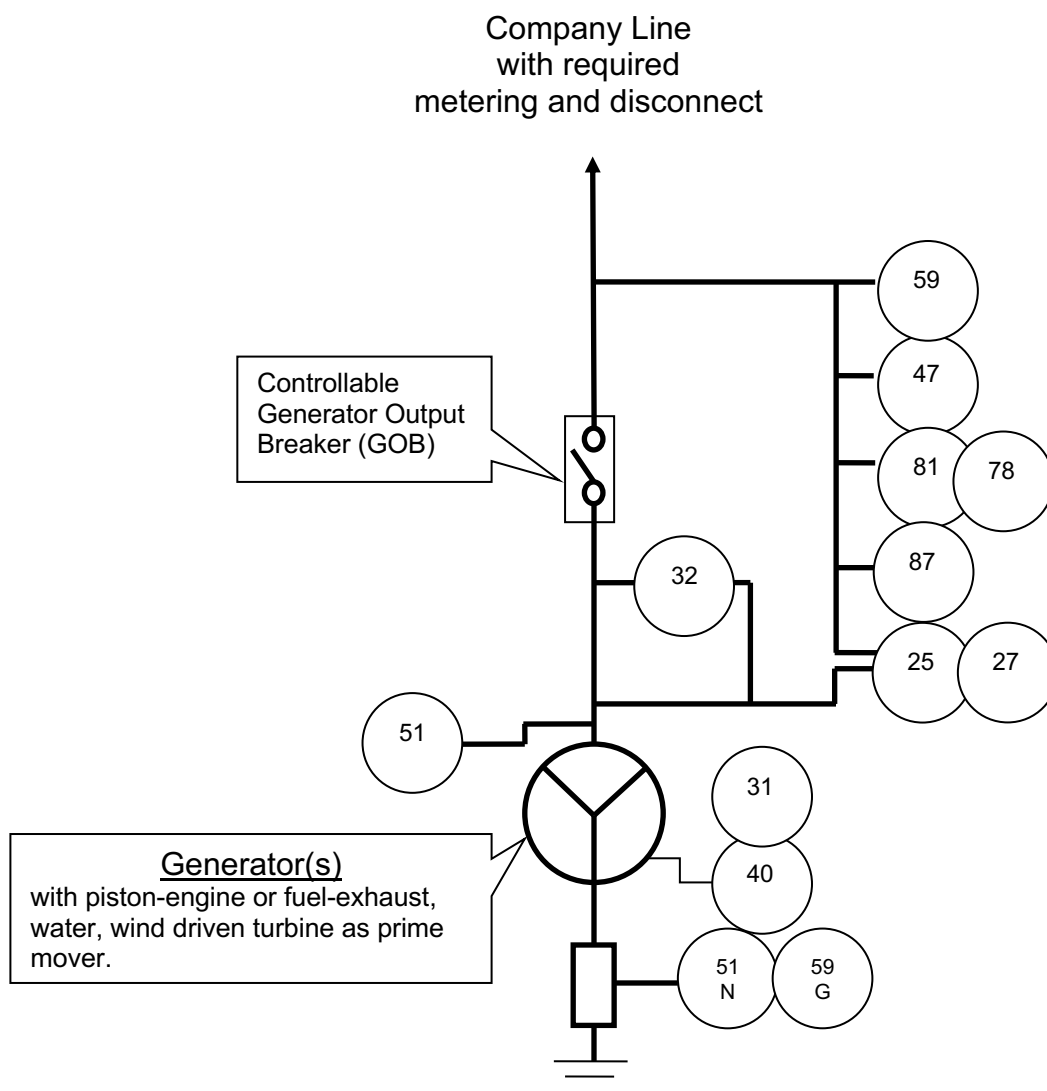 Company Line
with required
metering and disconnect
59
Controllable
Generator Output
Breaker (GOB)
47
81
78
87
32
25
27
51
31
Generator(s)
with piston-engine or fuel-exhaust,
water, wind driven turbine as prime
mover.
40
51
N
59
G